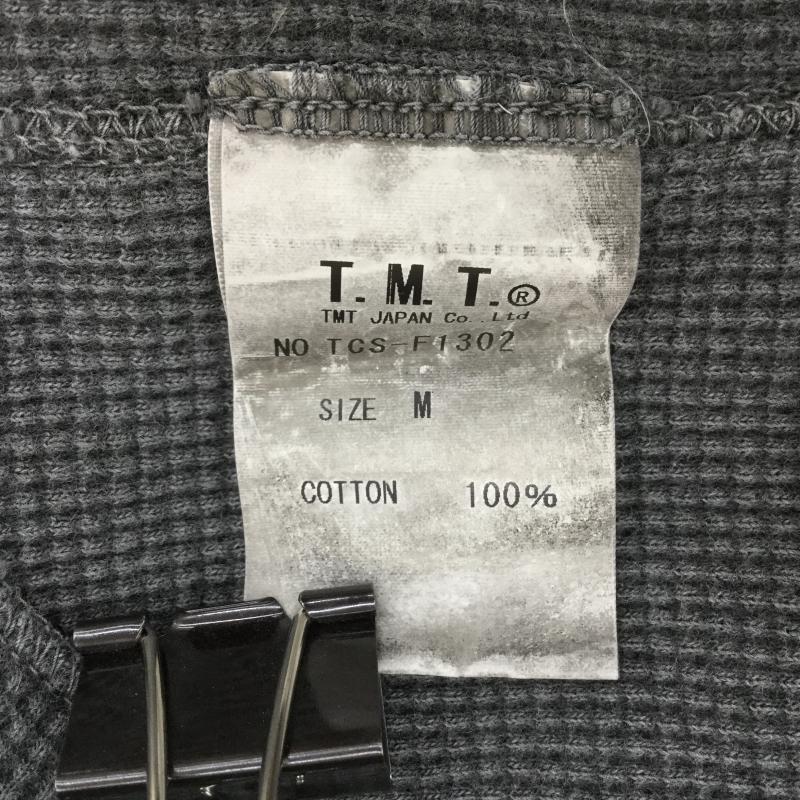 T. M. T.®
TMT JAPAN Co.,Ltd
NO TCS-F1302
SIZE M
COTTON 100%